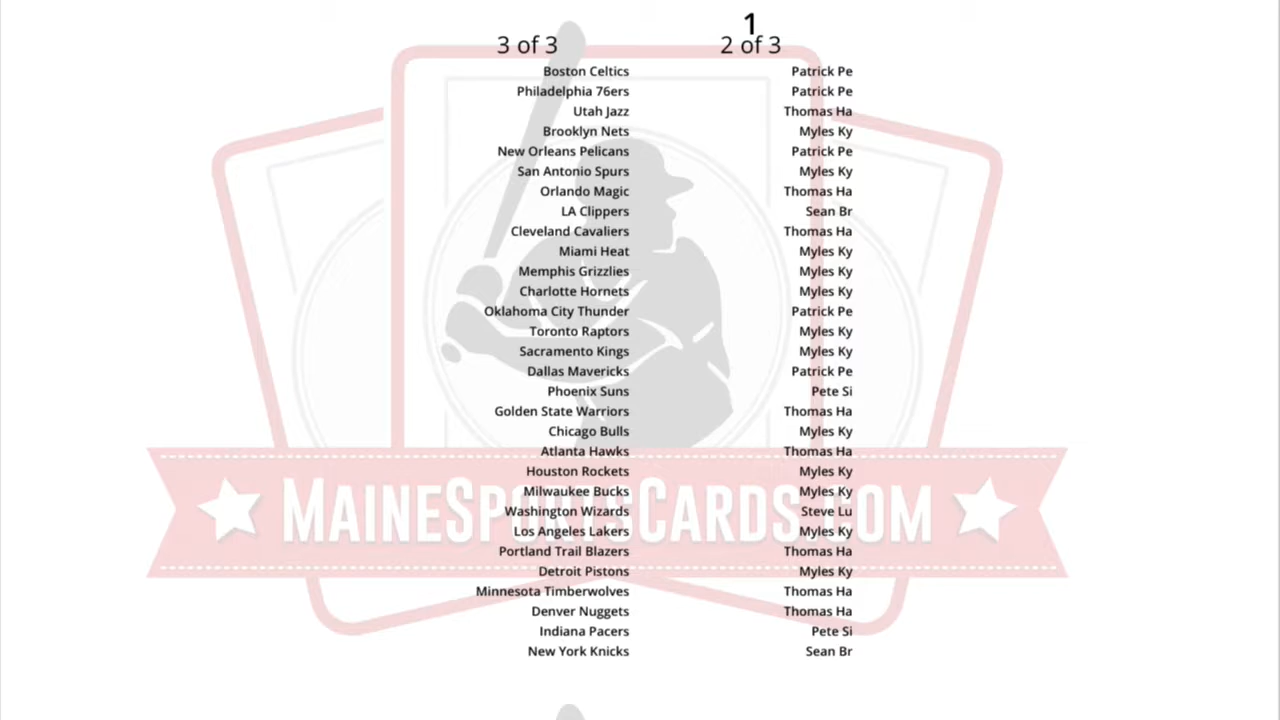 1
3 of 3 2 of 3
Boston Celtics Patrick Pe
Philadelphia 76ers Patrick Pe
Utah Jazz Thomas Ha
Brooklyn Nets Myles Ky
New Orleans Pelicans Patrick Pe
San Antonio Spurs Myles Ky
Orlando Magic Thomas Ha
LA Clippers Sean Br
Cleveland Cavaliers Thomas Ha
Miami Heat Myles Ky
Memphis Grizzlies Myles Ky
Charlotte Hornets Myles Ky
Oklahoma City Thunder Patrick Pe
Toronto Raptors Myles Ky
Sacramento Kings Myles Ky
Dallas Mavericks Patrick Pe
Phoenix Suns Pete Si
Golden State Warriors Thomas Ha
Chicago Bulls Myles Ky
Atlanta Hawks Thomas Ha
Houston Rockets Myles Ky
Milwaukee Bucks Myles Ky
MAINESPORTSCARDS.COM
Washington Wizards Steve Lu
Los Angeles Lakers Myles Ky
Portland Trail Blazers Thomas Ha
Detroit Pistons Myles Ky
Minnesota Timberwolves Thomas Ha
Denver Nuggets Thomas Ha
Indiana Pacers Pete Si
New York Knicks Sean Br